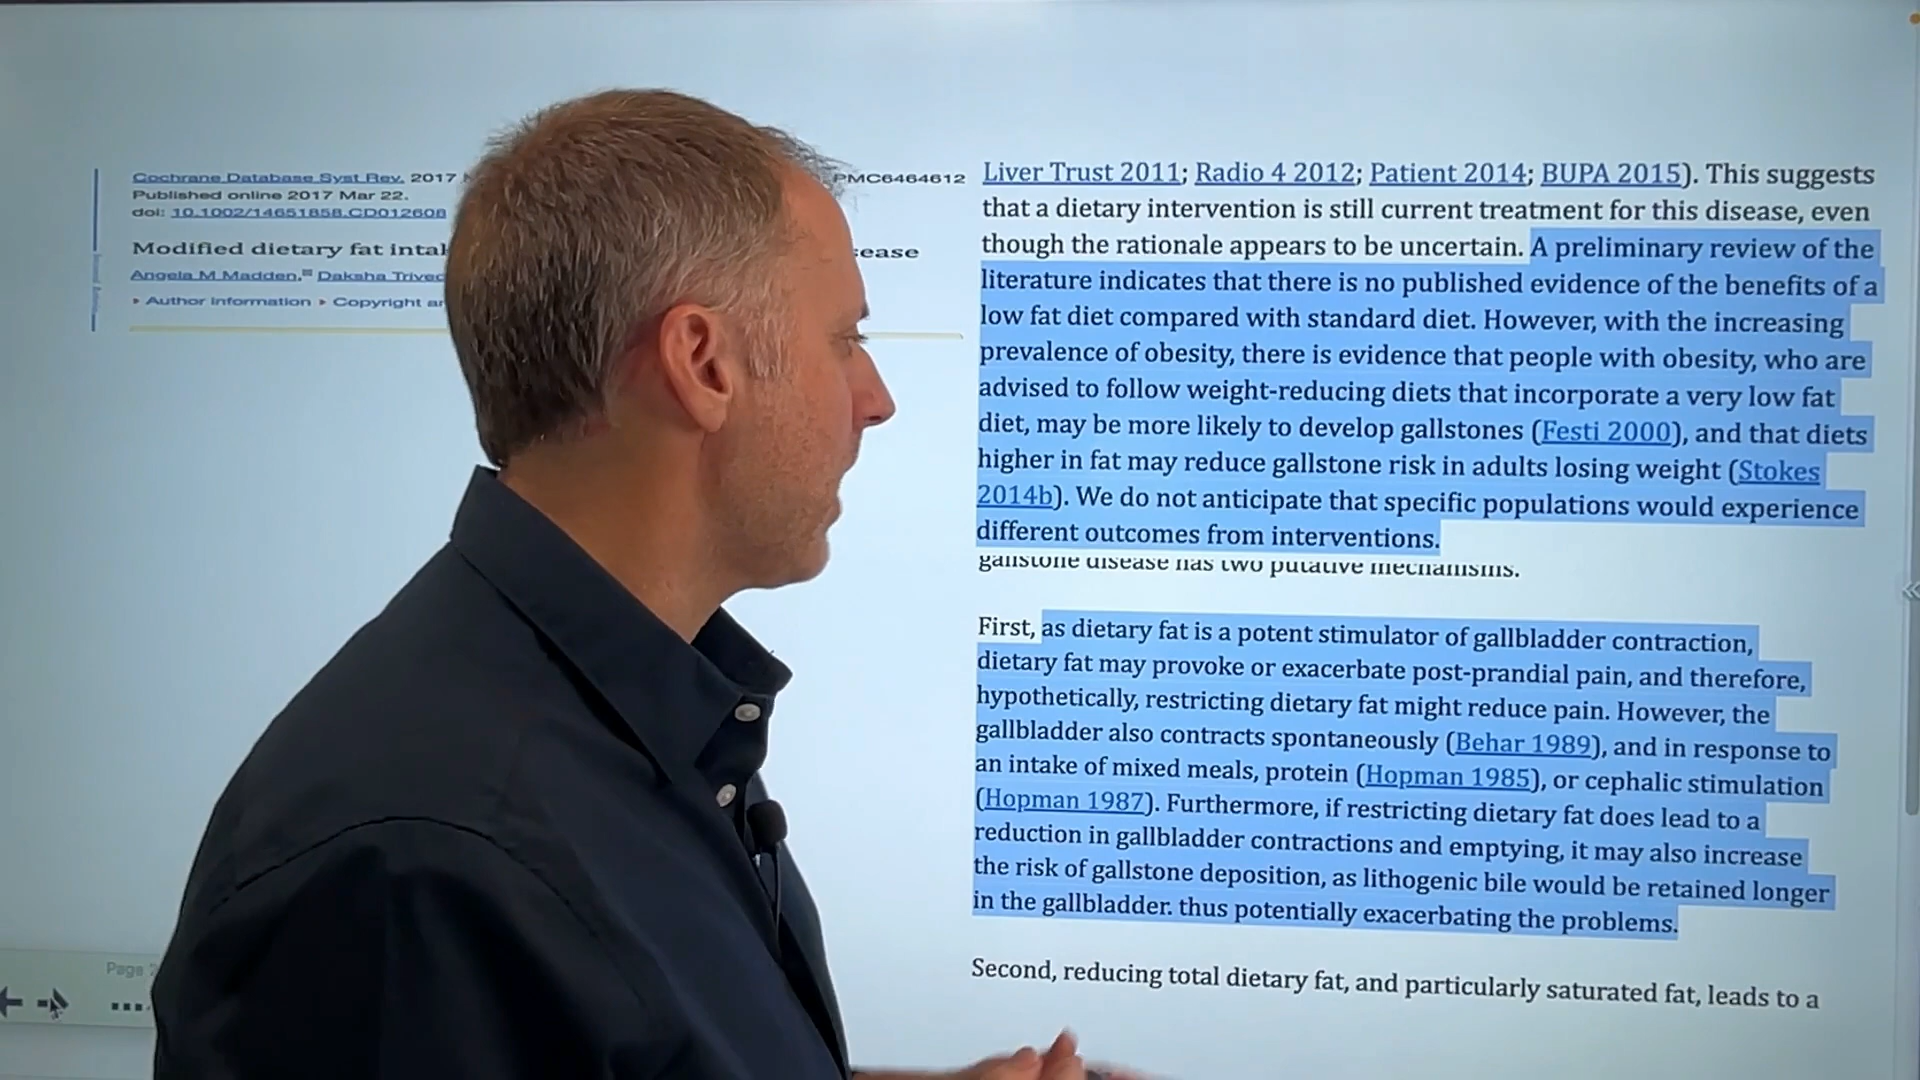 Cochrane Database Syst Rev. 2017
PMC6464612
Published online 2017 Mar 22.
doi: 10.1002/14651858.CD012608
Modified dietary fat
Angela M Madden, Daksha
▸ Author information ▸ Copyright
Liver Trust 2011; Radio 4 2012; Patient 2014; BUPA 2015). This suggests
that a dietary intervention is still current treatment for this disease, even
though the rationale appears to be uncertain. A preliminary review of the
literature indicates that there is no published evidence of the benefits of a
low fat diet compared with standard diet. However, with the increasing
prevalence of obesity, there is evidence that people with obesity, who are
advised to follow weight-reducing diets that incorporate a very low fat
diet, may be more likely to develop gallstones (Festi 2000), and that diets
higher in fat may reduce gallstone risk in adults losing weight (Stokes
2014b). We do not anticipate that specific populations would experience
different outcomes from interventions.
gallstone disease has two putative mechanisms.
First, as dietary fat is a potent stimulator of gallbladder contraction,
dietary fat may provoke or exacerbate post-prandial pain, and therefore,
hypothetically, restricting dietary fat might reduce pain. However, the
gallbladder also contracts spontaneously (Behar 1989), and in response to
an intake of mixed meals, protein (Hopman 1985), or cephalic stimulation
(Hopman 1987). Furthermore, if restricting dietary fat does lead to a
reduction in gallbladder contractions and emptying, it may also increase
the risk of gallstone deposition, as lithogenic bile would be retained longer
in the gallbladder. thus potentially exacerbating the problems.
Second, reducing total dietary fat, and particularly saturated fat, leads to a
Page